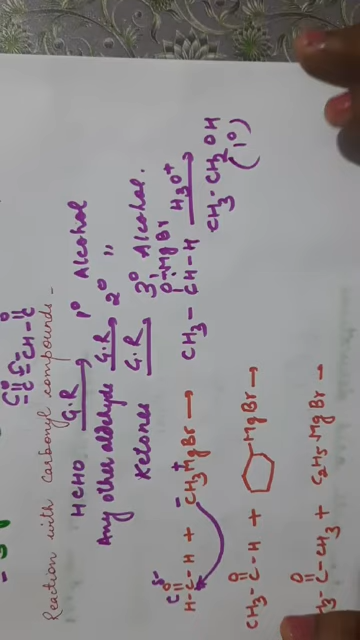 Reaction with carbonyl compounds -
HCHO G.R → 1° Alcohol
Any other aldehyde G.R → 2° "
Ketones G.R → 3° Alcohol.
H-C-H + CH3MgBr → CH3 - CH-H H3O+ →
O
δ-
- +
O-MgBr
CH3-CH2OH
(1°)
CH3-C-H + MgBr →
O
CH3-C-CH3 + C2H5MgBr →
O